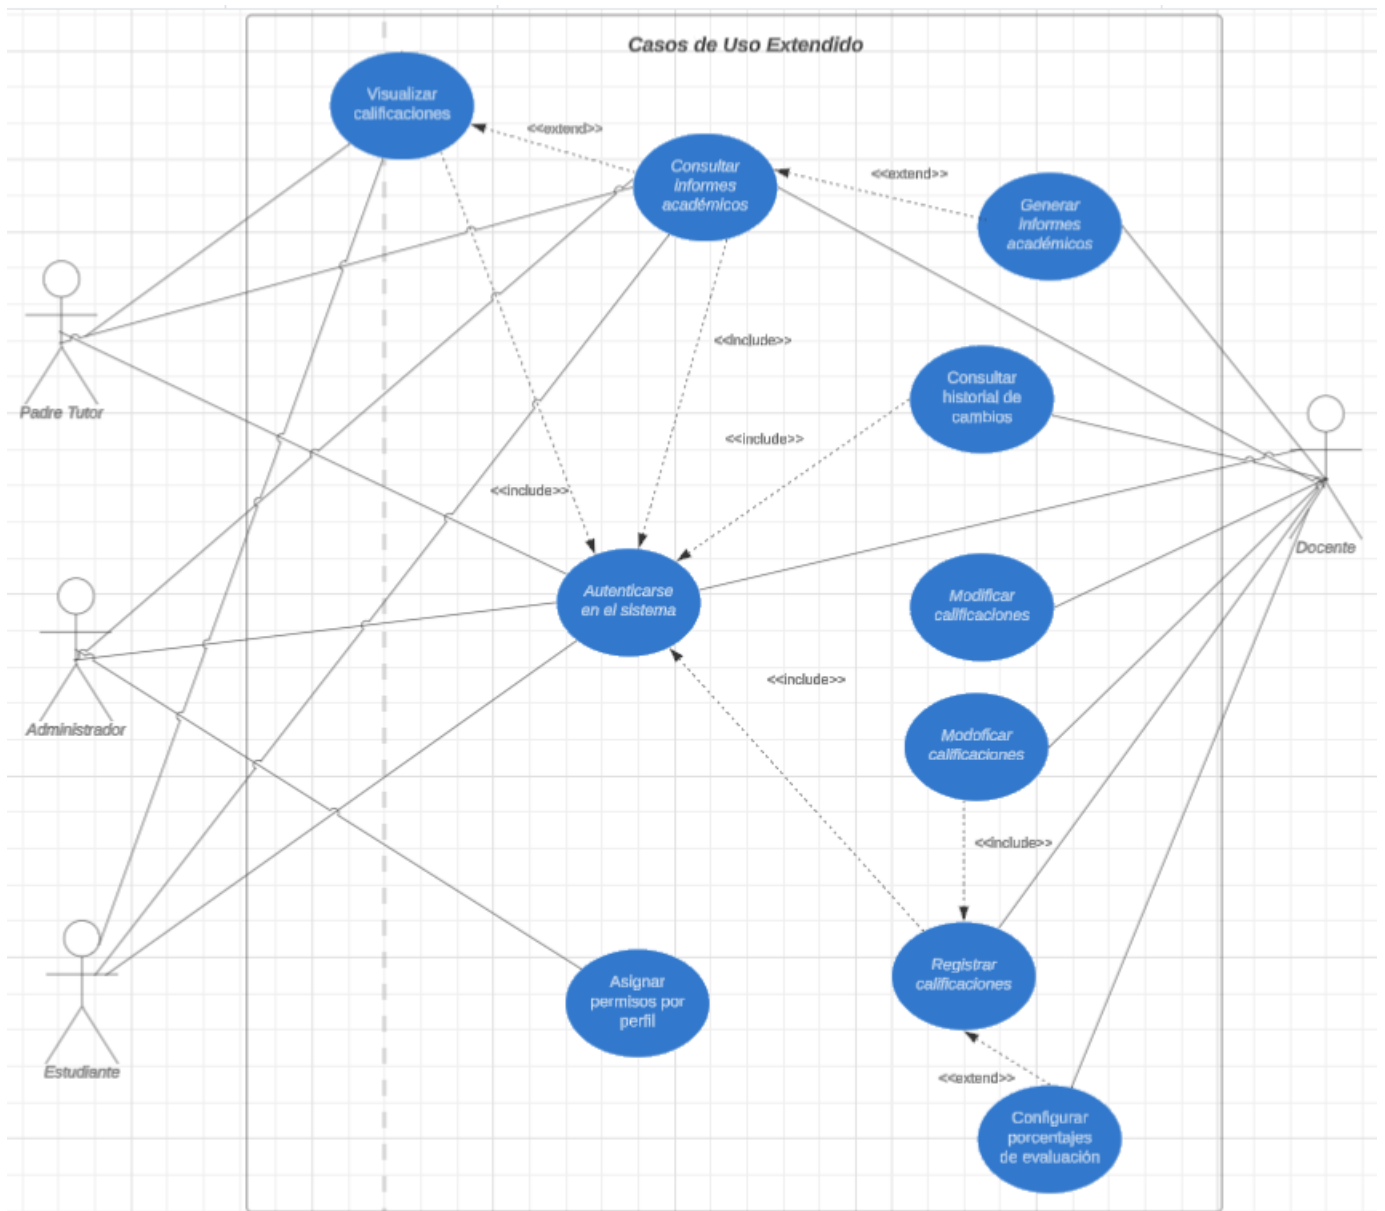 Casos de Uso Extendido
Visualizar
calificaciones
<<extend>>
Consultar
informes
académicos
<<extend>>
Generar
informes
académicos
<<include>>
Consultar
historial de
cambios
<<include>>
<<include>>
Padre Tutor
Docente
Autenticarse
en el sistema
Modificar
calificaciones
<<include>>
Administrador
Modoficar
calificaciones
<<include>>
Registrar
calificaciones
Asignar
permisos por
perfil
Estudiante
<<extend>>
Configurar
porcentajes
de evaluación